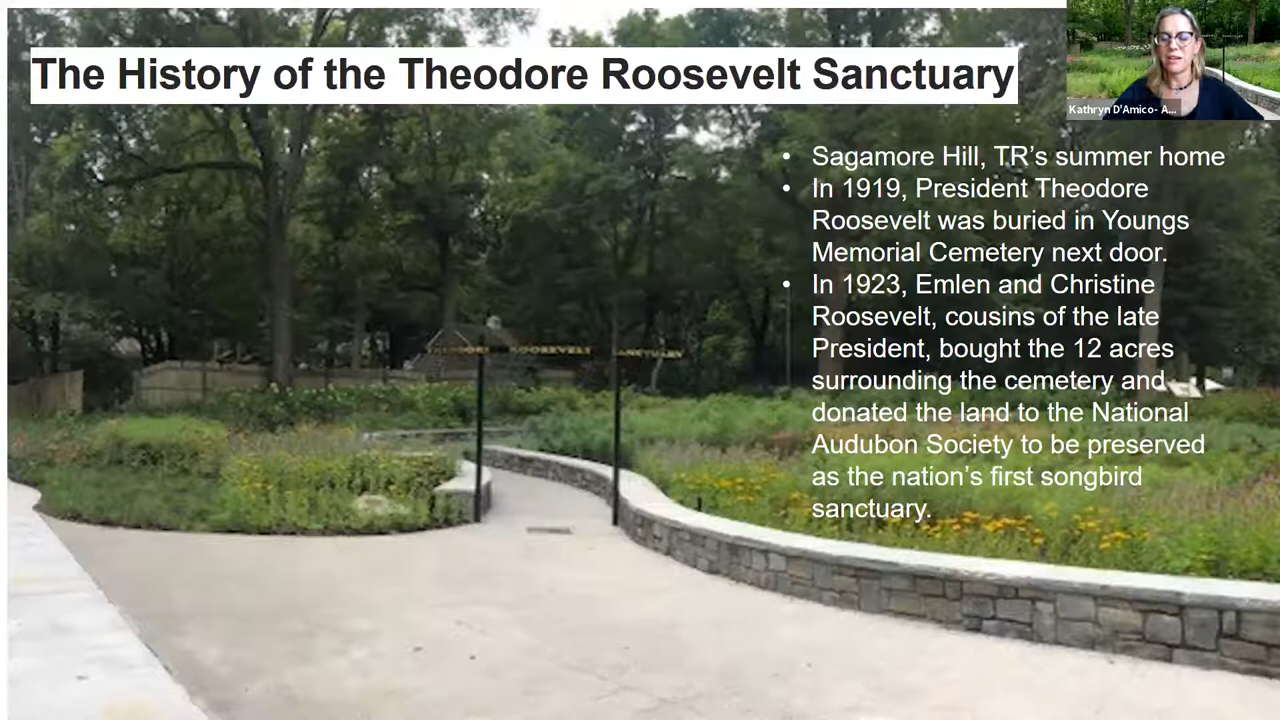 The History of the Theodore Roosevelt Sanctuary
Kathryn D'Amico- A...
• Sagamore Hill, TR’s summer home
• In 1919, President Theodore
Roosevelt was buried in Youngs
Memorial Cemetery next door.
• In 1923, Emlen and Christine
Roosevelt, cousins of the late
President, bought the 12 acres
surrounding the cemetery and
donated the land to the National
Audubon Society to be preserved
as the nation’s first songbird
sanctuary.
THEODORE ROOSEVELT SANCTUARY